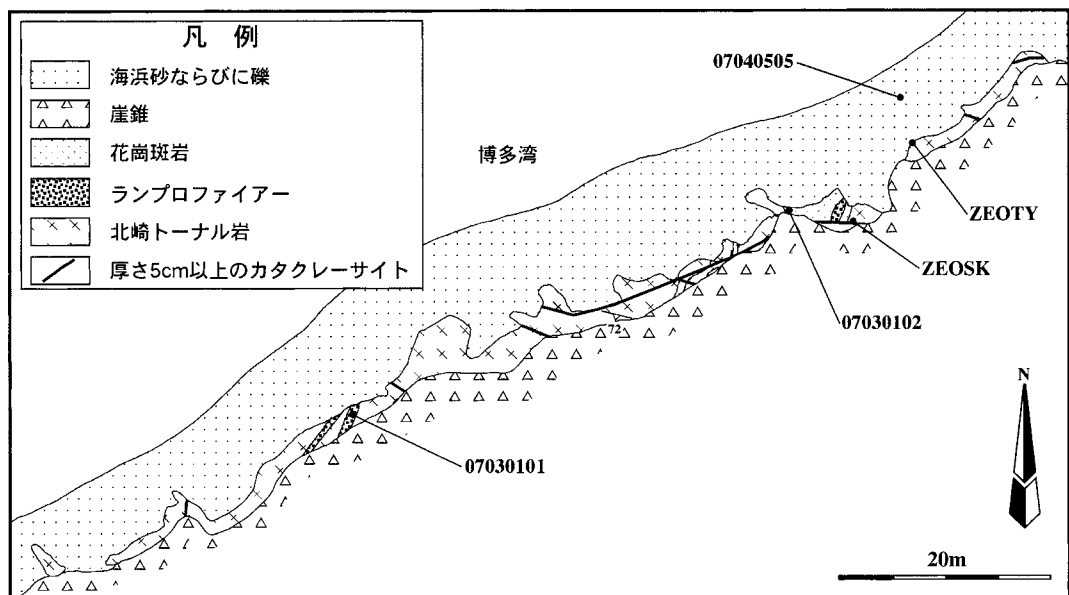 凡 例
海浜砂ならびに礫
崖錐
花崗斑岩
ランプロファイアー
北崎トーナル岩
厚さ5cm以上のカタクレーサイト
07040505
博多湾
ZEOTY
ZEOSK
07030102
72
07030101
N
20m